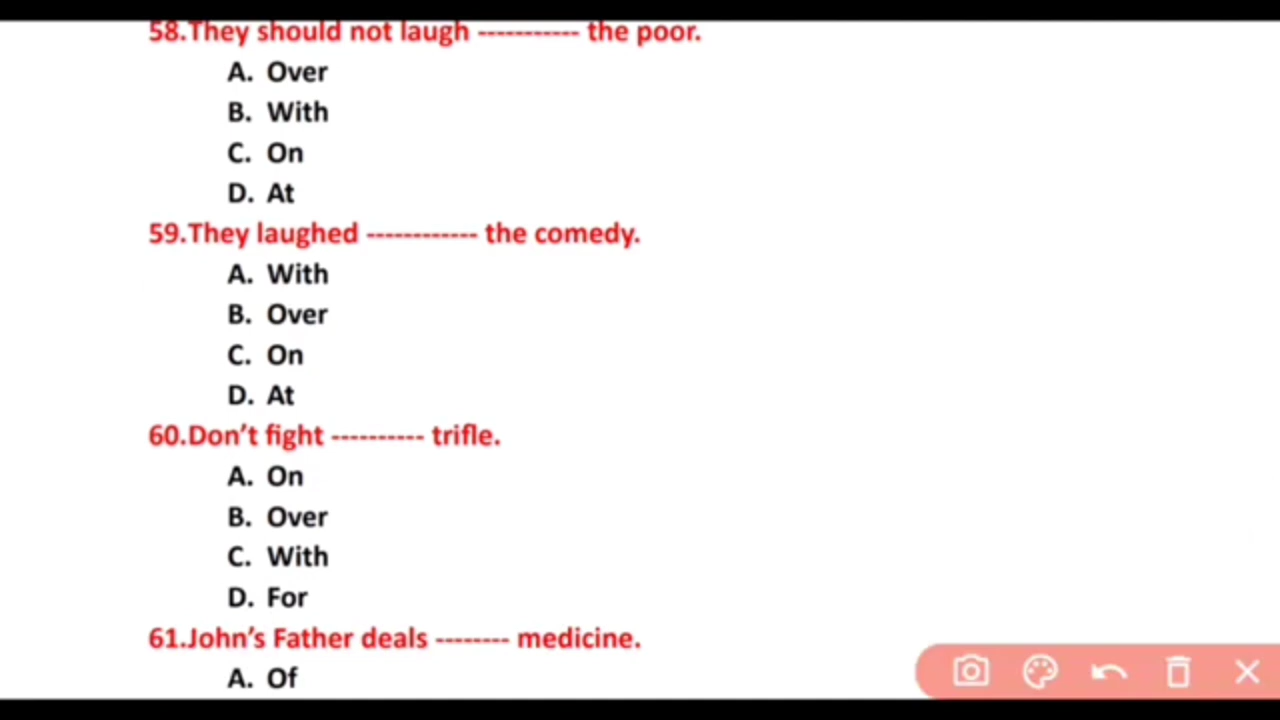 58.They should not laugh ----------- the poor.
A. Over
B. With
C. On
D. At
59.They laughed ------------ the comedy.
A. With
B. Over
C. On
D. At
60.Don’t fight ---------- trifle.
A. On
B. Over
C. With
D. For
61.John’s Father deals -------- medicine.
A. Of